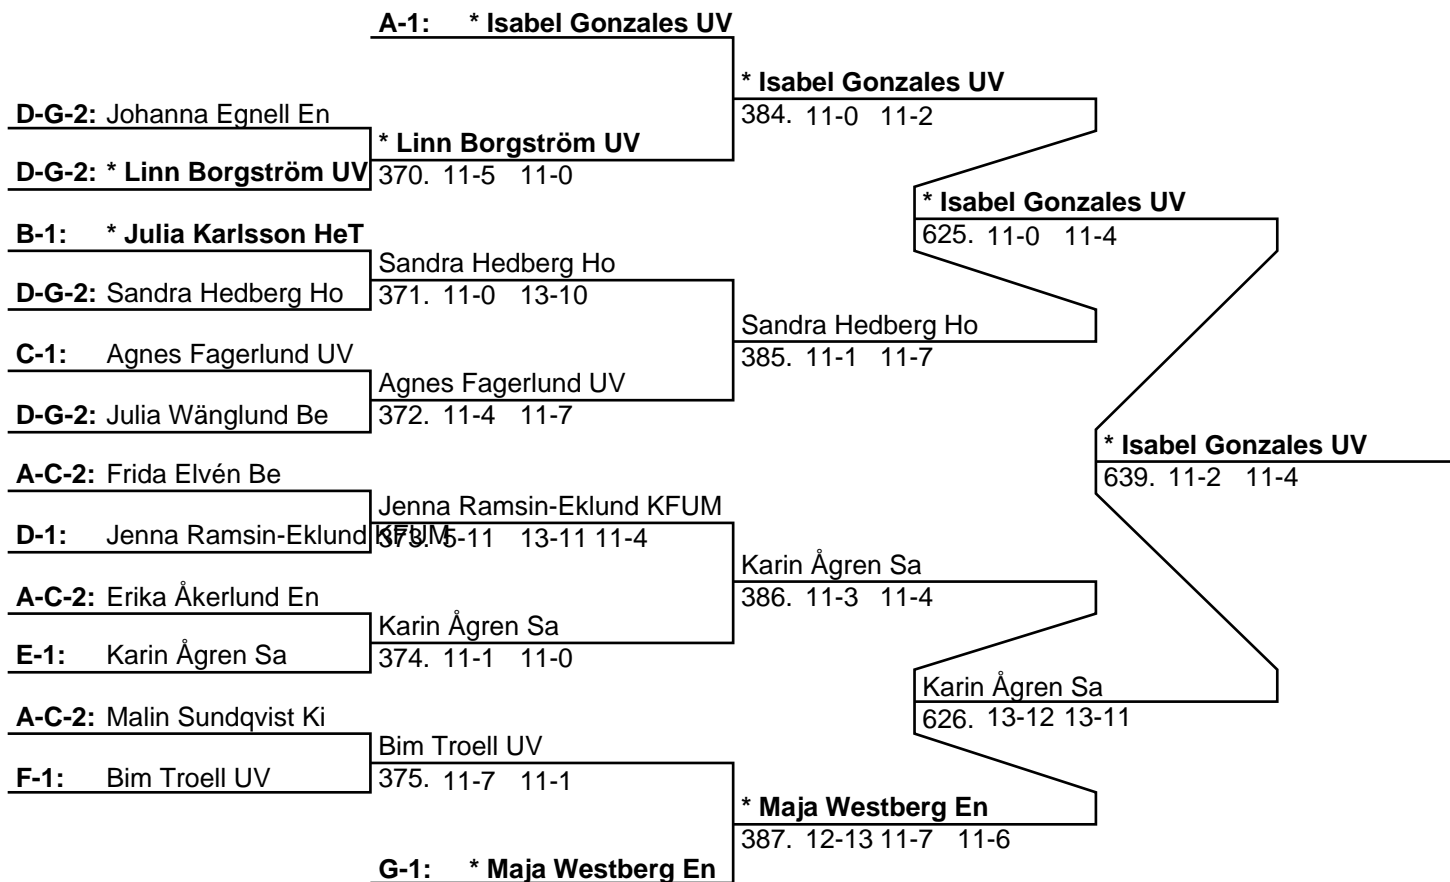 A-1: * Isabel Gonzales UV
* Isabel Gonzales UV
384. 11-0 11-2
D-G-2: Johanna Egnell En
* Linn Borgström UV
D-G-2: * Linn Borgström UV
370. 11-5 11-0
* Isabel Gonzales UV
625. 11-0 11-4
B-1: * Julia Karlsson HeT
Sandra Hedberg Ho
D-G-2: Sandra Hedberg Ho
371. 11-0 13-10
Sandra Hedberg Ho
385. 11-1 11-7
C-1: Agnes Fagerlund UV
Agnes Fagerlund UV
D-G-2: Julia Wänglund Be
372. 11-4 11-7
* Isabel Gonzales UV
639. 11-2 11-4
A-C-2: Frida Elvén Be
Jenna Ramsin-Eklund KFUM
D-1: Jenna Ramsin-Eklund KFUM
373. 5-11 13-11 11-4
Karin Ågren Sa
386. 11-3 11-4
A-C-2: Erika Åkerlund En
Karin Ågren Sa
E-1: Karin Ågren Sa
374. 11-1 11-0
Karin Ågren Sa
626. 13-12 13-11
A-C-2: Malin Sundqvist Ki
Bim Troell UV
F-1: Bim Troell UV
375. 11-7 11-1
* Maja Westberg En
387. 12-13 11-7 11-6
G-1: * Maja Westberg En